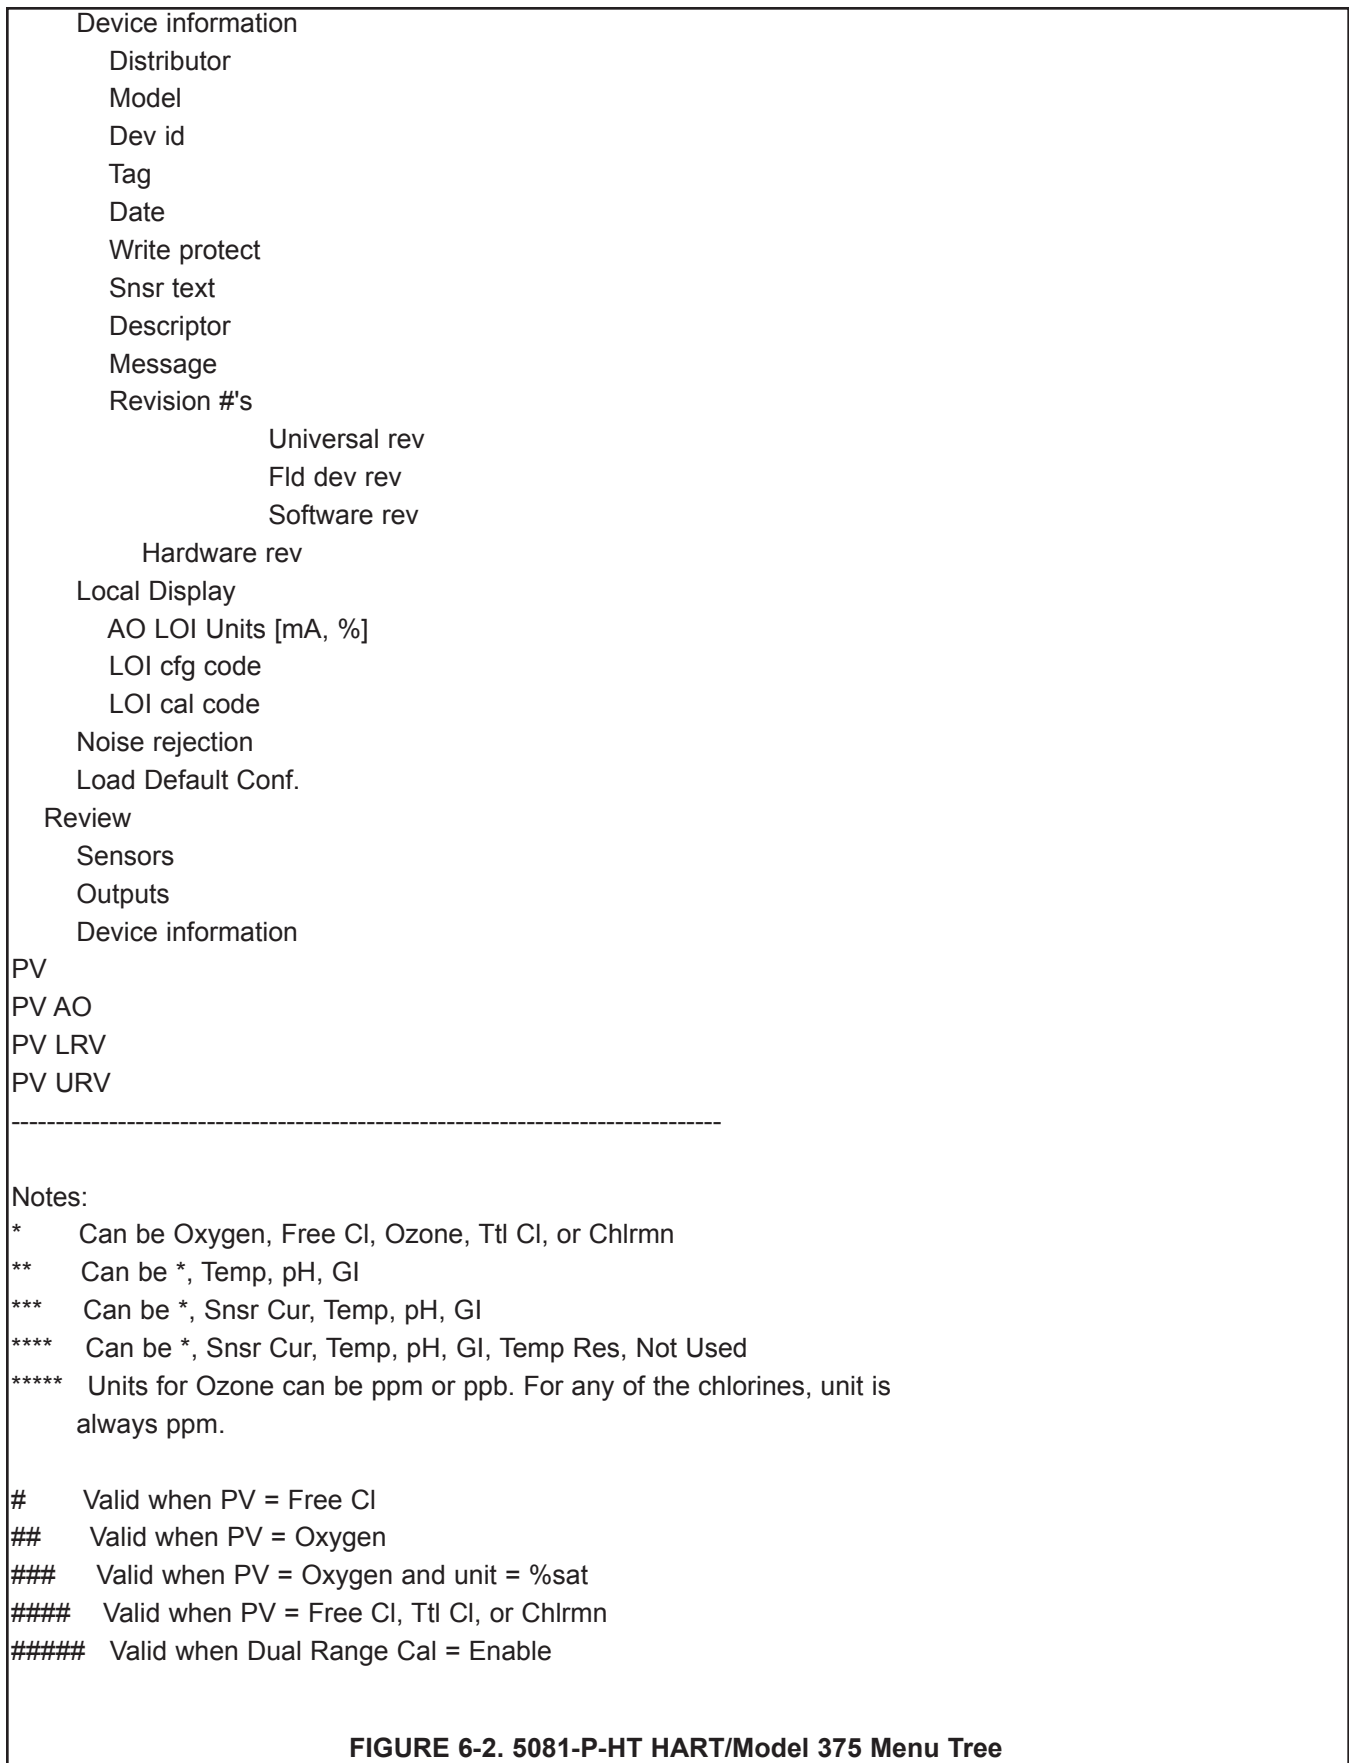 Device information
Distributor
Model
Dev id
Tag
Date
Write protect
Snsr text
Descriptor
Message
Revision #'s
Universal rev
Fld dev rev
Software rev
Hardware rev
Local Display
AO LOI Units [mA, %]
LOI cfg code
LOI cal code
Noise rejection
Load Default Conf.
Review
Sensors
Outputs
Device information
PV
PV AO
PV LRV
PV URV
--------------------------------------------------------------------------------
Notes:
* Can be Oxygen, Free Cl, Ozone, Ttl Cl, or Chlrmn
** Can be *, Temp, pH, GI
*** Can be *, Snsr Cur, Temp, pH, GI
**** Can be *, Snsr Cur, Temp, pH, GI, Temp Res, Not Used
***** Units for Ozone can be ppm or ppb. For any of the chlorines, unit is
always ppm.
# Valid when PV = Free Cl
## Valid when PV = Oxygen
### Valid when PV = Oxygen and unit = %sat
#### Valid when PV = Free Cl, Ttl Cl, or Chlrmn
##### Valid when Dual Range Cal = Enable
FIGURE 6-2. 5081-P-HT HART/Model 375 Menu Tree